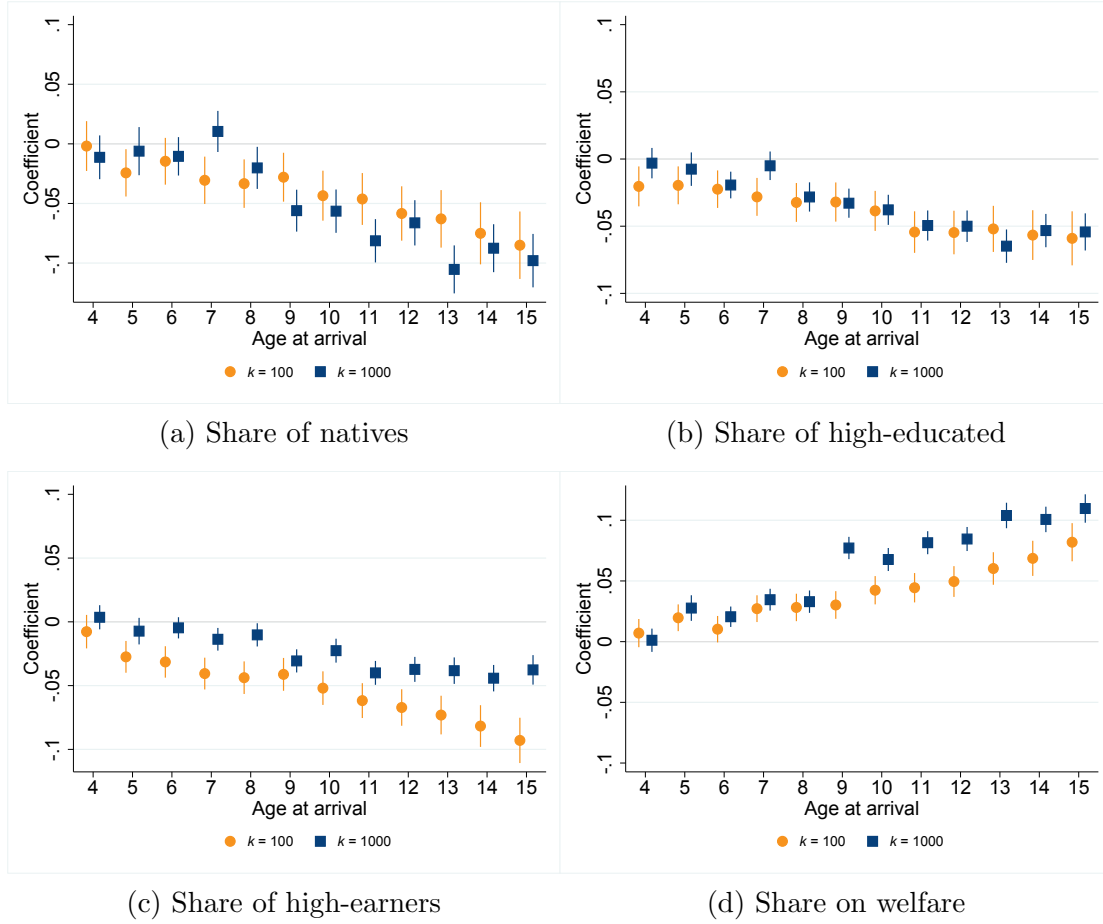 .1
.05
0
-.05
-.1
Coefficient
4 5 6 7 8 9 10 11 12 13 14 15
Age at arrival
k = 100 k = 1000
(a) Share of natives
.1
.05
0
-.05
-.1
Coefficient
4 5 6 7 8 9 10 11 12 13 14 15
Age at arrival
k = 100 k = 1000
(b) Share of high-educated
.1
.05
0
-.05
-.1
Coefficient
4 5 6 7 8 9 10 11 12 13 14 15
Age at arrival
k = 100 k = 1000
(c) Share of high-earners
.1
.05
0
-.05
-.1
Coefficient
4 5 6 7 8 9 10 11 12 13 14 15
Age at arrival
k = 100 k = 1000
(d) Share on welfare